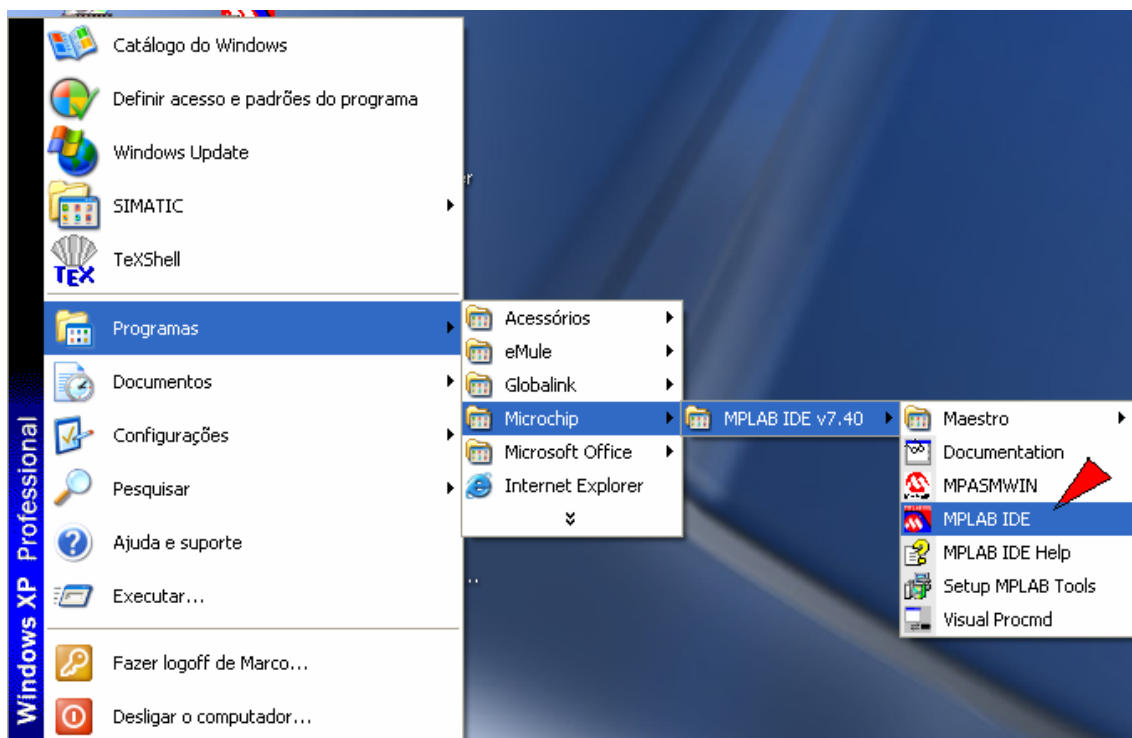 Catálogo do Windows
Definir acesso e padrões do programa
Windows Update
SIMATIC
TEX
TeXShell
Programas
Documentos
Configurações
Pesquisar
Ajuda e suporte
Executar...
Fazer logoff de Marco...
Desligar o computador...
Windows XP Professional
Acessórios
eMule
Globalink
Microchip
Microsoft Office
Internet Explorer
MPLAB IDE v7.40
Maestro
Documentation
MPASMWIN
MPLAB IDE
MPLAB IDE Help
Setup MPLAB Tools
Visual Procmd